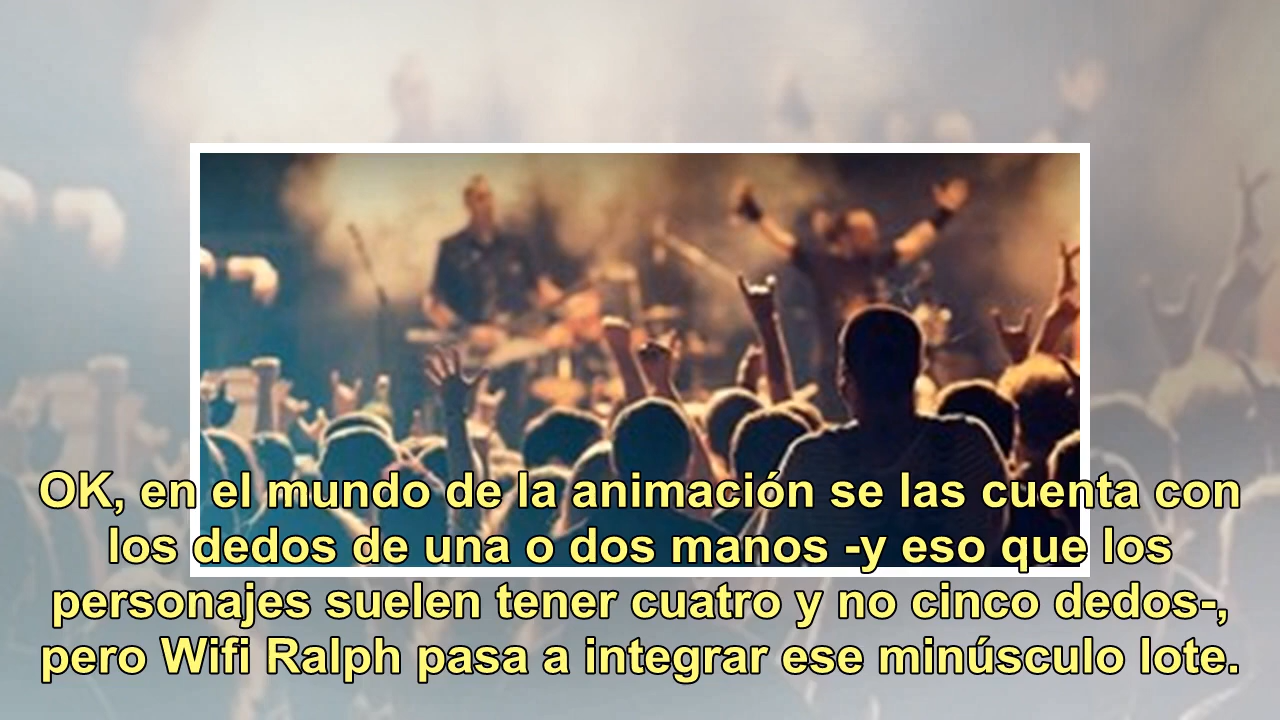 OK, en el mundo de la animación se las cuenta con
los dedos de una o dos manos -y eso que los
personajes suelen tener cuatro y no cinco dedos-,
pero Wifi Ralph pasa a integrar ese minúsculo lote.